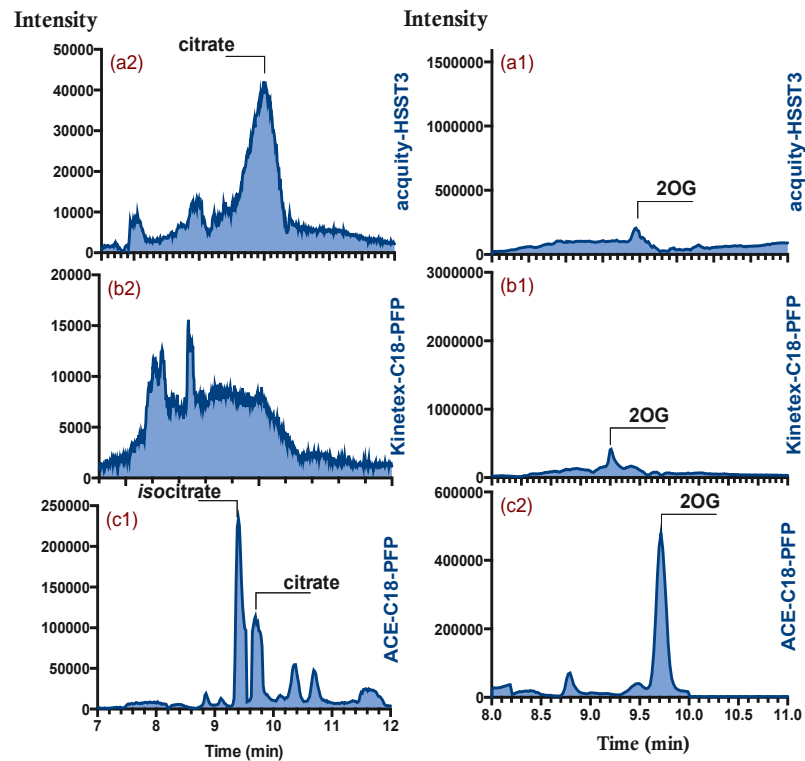 Intensity
50000
40000
30000
20000
10000
0
(a2)
citrate
acquity-HSST3
20000
15000
10000
5000
0
(b2)
Kinetex-C18-PFP
250000
200000
150000
100000
50000
0
(c1)
isocitrate
citrate
ACE-C18-PFP
7 8 9 10 11 12
Time (min)
Intensity
1500000
1000000
500000
0
(a1)
2OG
acquity-HSST3
3000000
2000000
1000000
0
(b1)
2OG
Kinetex-C18-PFP
600000
400000
200000
0
(c2)
2OG
ACE-C18-PFP
8.0 8.5 9.0 9.5 10.0 10.5 11.0
Time (min)